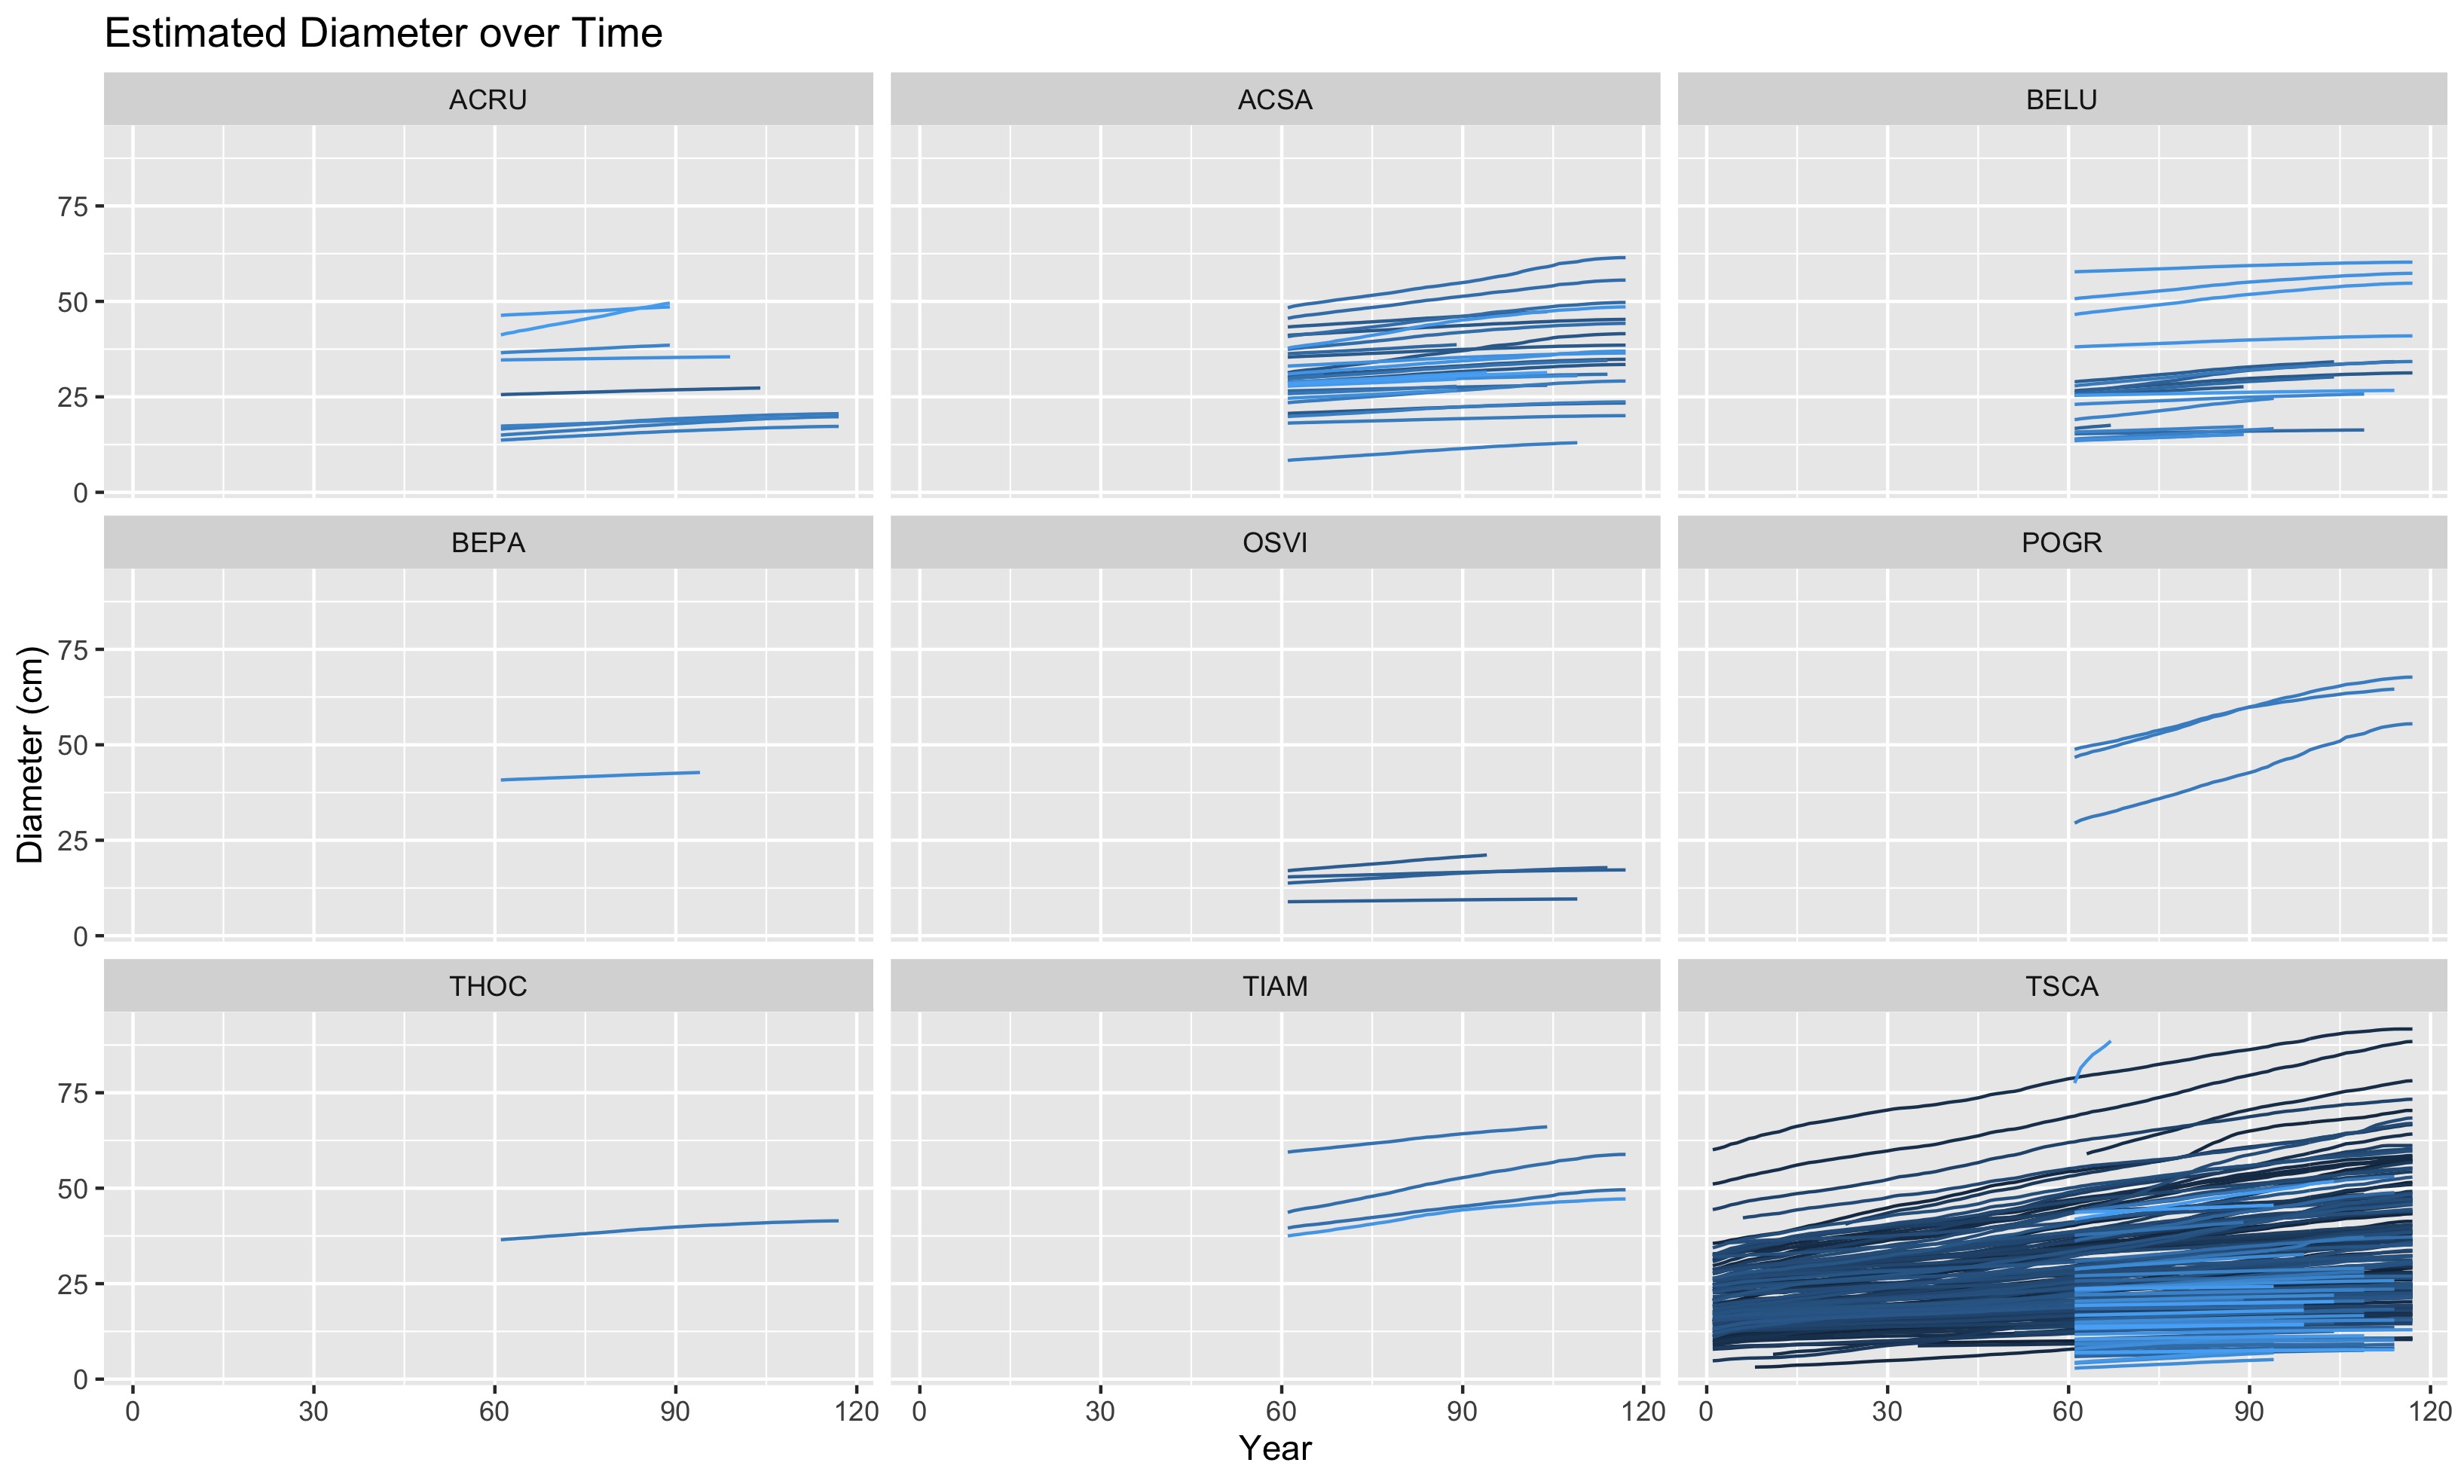 Estimated Diameter over Time
ACRU ACSA BELU
75
50
25
0
BEPA OSVI POGR
75
50
25
0
Diameter (cm)
THOC TIAM TSCA
75
50
25
0
0 30 60 90 120 0 30 60 90 120 0 30 60 90 120
Year